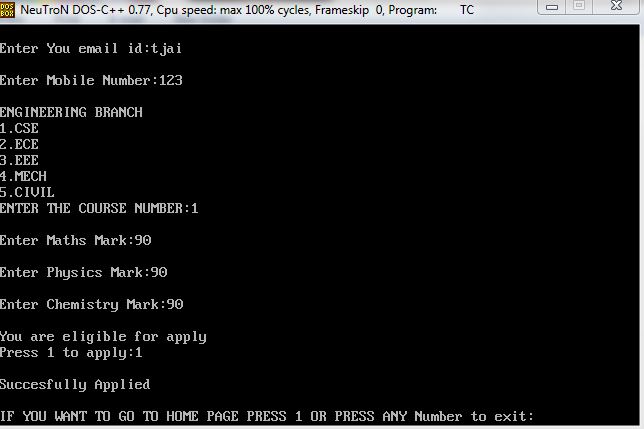 DOS
BOX
NeuTroN DOS-C++ 0.77, Cpu speed: max 100% cycles, Frameskip 0, Program: TC
Enter You email id:tjai
Enter Mobile Number:123
ENGINEERING BRANCH
1.CSE
2.ECE
3.EEE
4.MECH
5.CIVIL
ENTER THE COURSE NUMBER:1
Enter Maths Mark:90
Enter Physics Mark:90
Enter Chemistry Mark:90
You are eligible for apply
Press 1 to apply:1
Succesfully Applied
IF YOU WANT TO GO TO HOME PAGE PRESS 1 OR PRESS ANY Number to exit: